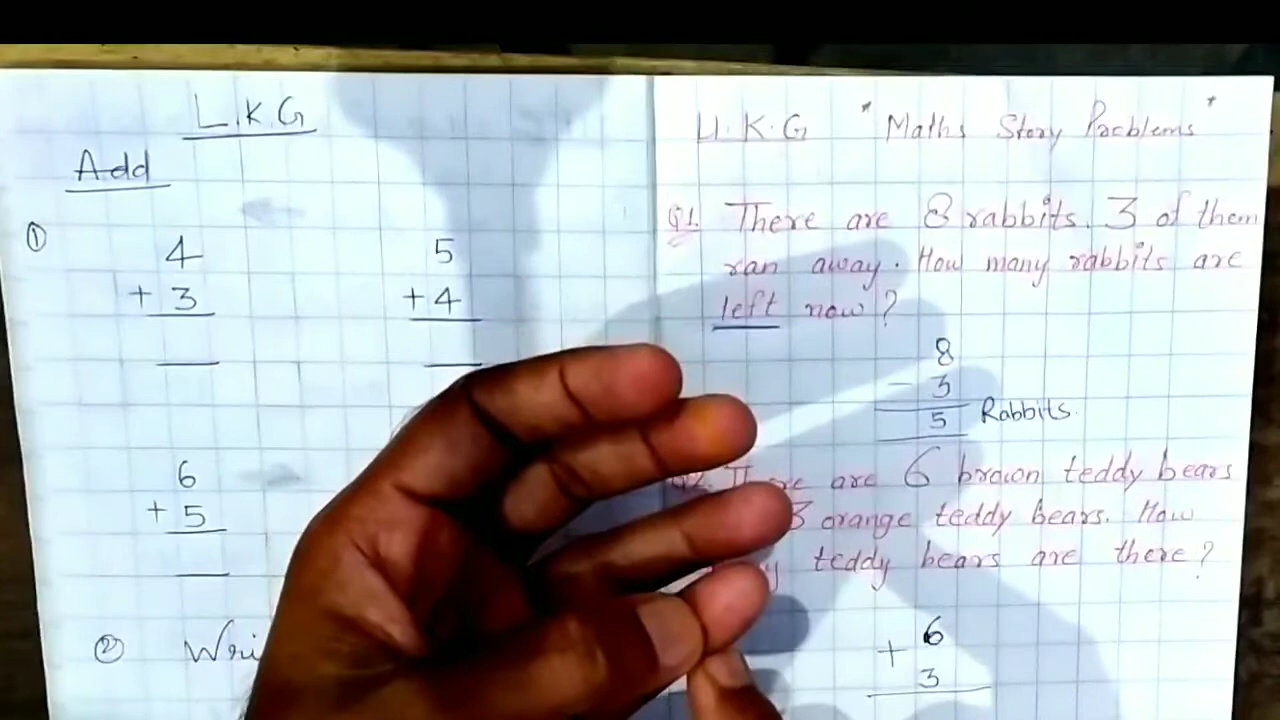 L.K.G
Add
① 4 5
+ 3 + 4
6
+ 5
②
U.K.G "Maths Story Problems"
Q1. There are 8 rabbits. 3 of them
ran away. How many rabbits are
left now?
8
- 3
5 Rabbits.
are 6 brown teddy bears
3 orange teddy bears. How
teddy bears are there?
+ 6
3